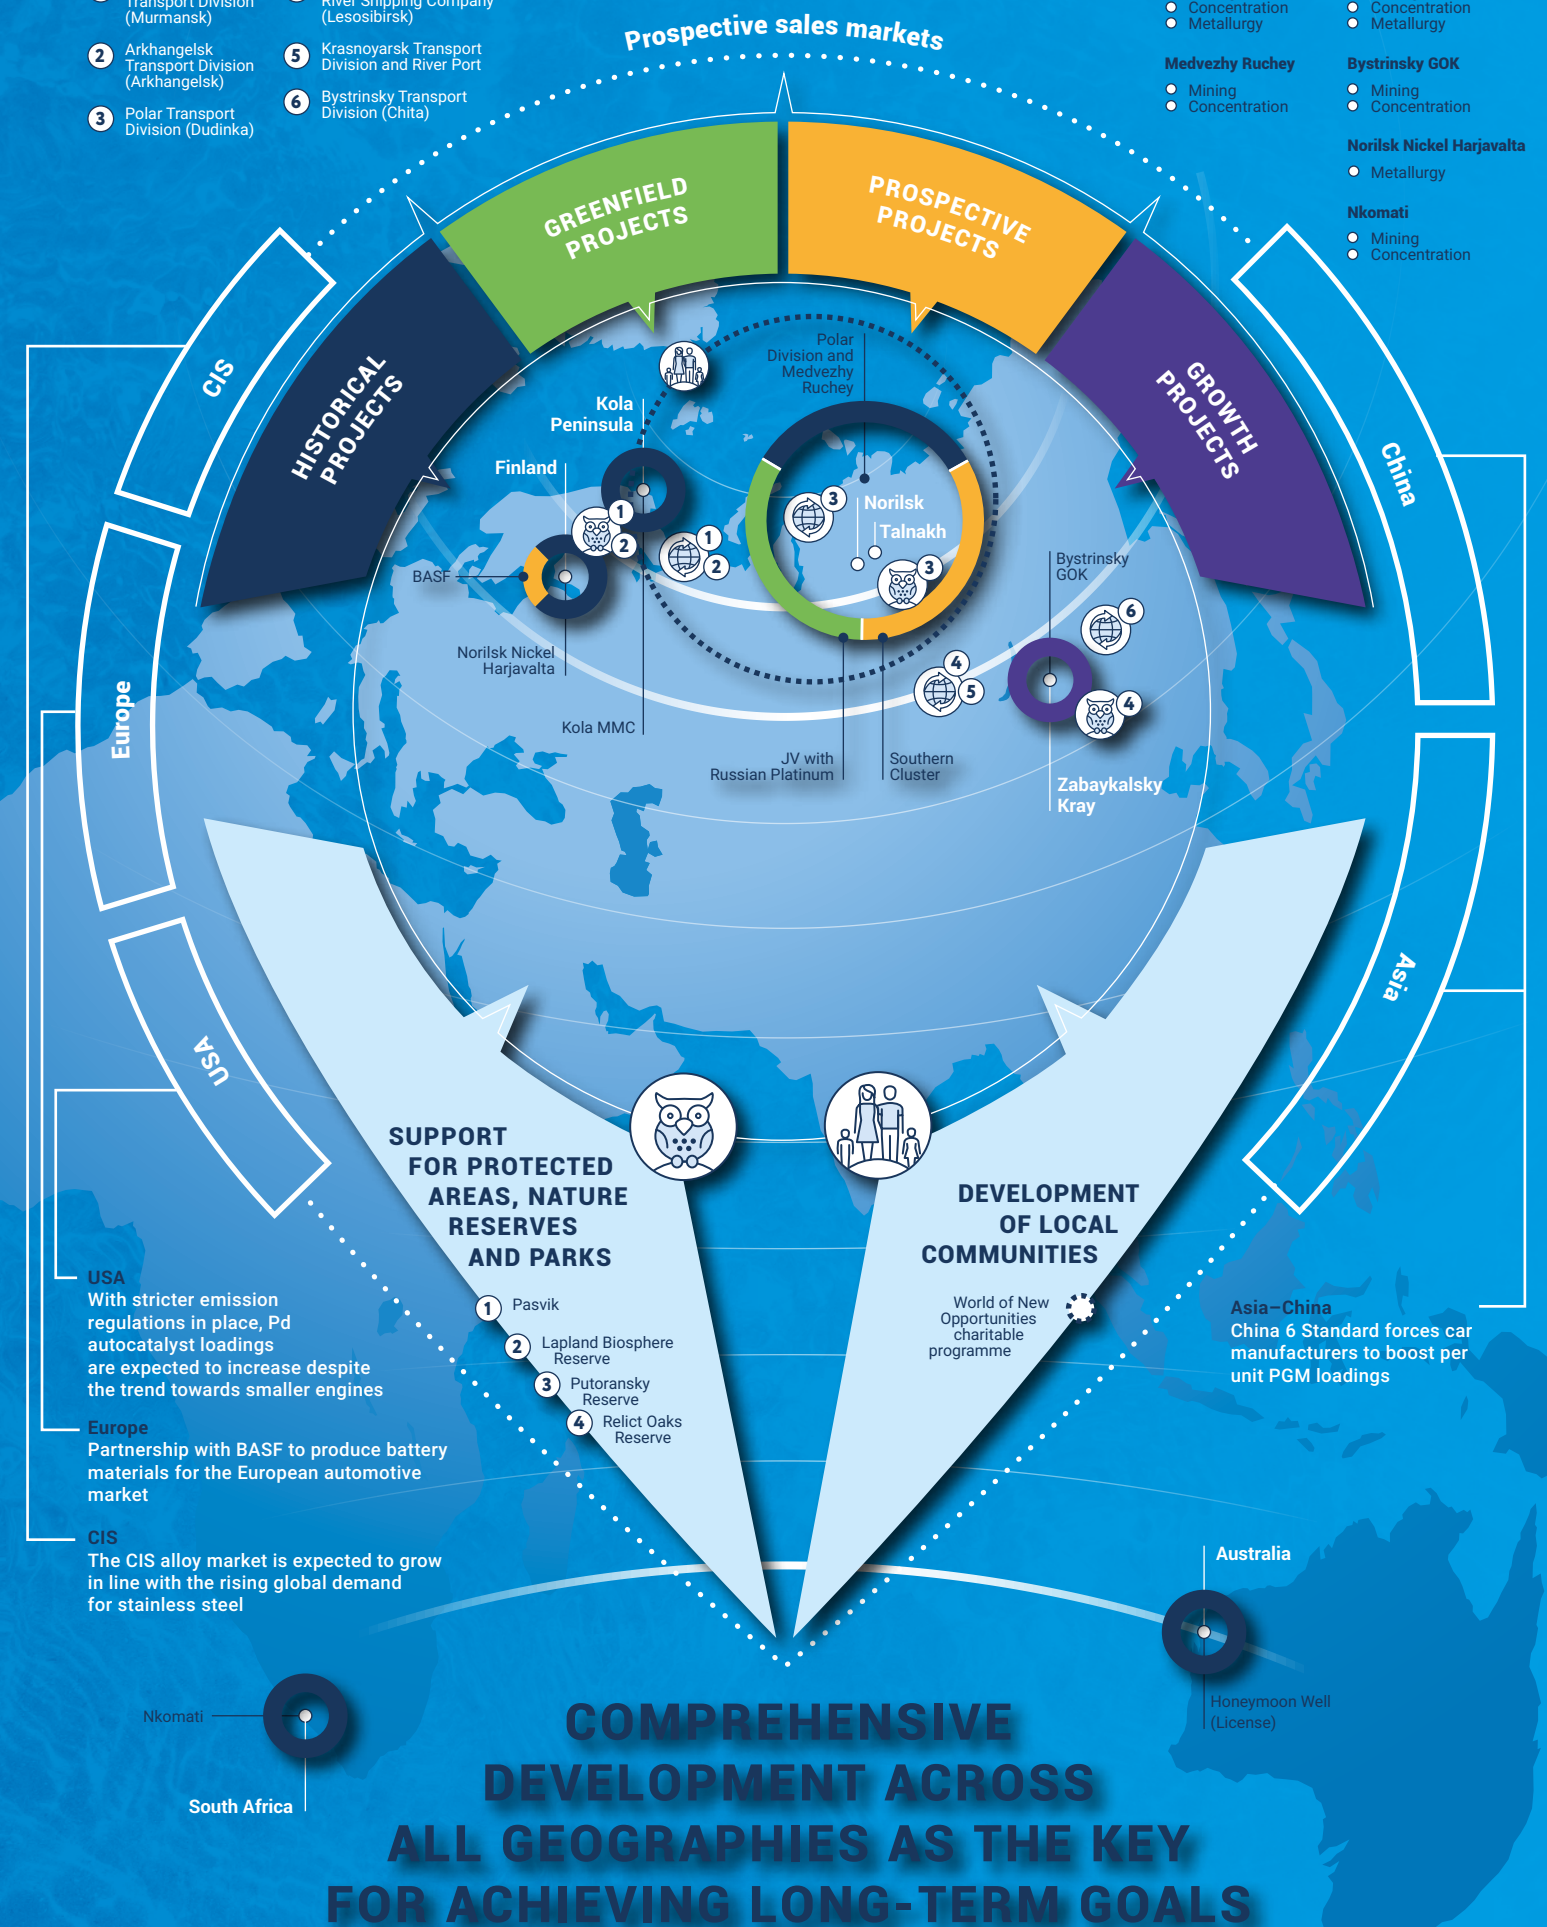 Transport Division
(Murmansk)
2
Arkhangelsk
Transport Division
(Arkhangelsk)
3
Polar Transport
Division (Dudinka)
River Shipping Company
(Lesosibirsk)
5
Krasnoyarsk Transport
Division and River Port
6
Bystrinsky Transport
Division (Chita)
Prospective sales markets
Concentration
Metallurgy
Medvezhy Ruchey
Mining
Concentration
Concentration
Metallurgy
Bystrinsky GOK
Mining
Concentration
Norilsk Nickel Harjavalta
Metallurgy
Nkomati
Mining
Concentration
CIS
Europe
USA
China
Asia
HISTORICAL
PROJECTS
GREENFIELD
PROJECTS
PROSPECTIVE
PROJECTS
GROWTH
PROJECTS
Polar
Division and
Medvezhy
Ruchey
Kola
Peninsula
Finland
1
2
1
2
BASF
Norilsk Nickel
Harjavalta
Kola MMC
3
Norilsk
Talnakh
3
JV with
Russian Platinum
Southern
Cluster
4
5
Bystrinsky
GOK
6
4
Zabaykalsky
Kray
SUPPORT
FOR PROTECTED
AREAS, NATURE
RESERVES
AND PARKS
1
Pasvik
2
Lapland Biosphere
Reserve
3
Putoransky
Reserve
4
Relict Oaks
Reserve
DEVELOPMENT
OF LOCAL
COMMUNITIES
World of New
Opportunities
charitable
programme
USA
With stricter emission
regulations in place, Pd
autocatalyst loadings
are expected to increase despite
the trend towards smaller engines
Europe
Partnership with BASF to produce battery
materials for the European automotive
market
CIS
The CIS alloy market is expected to grow
in line with the rising global demand
for stainless steel
Asia–China
China 6 Standard forces car
manufacturers to boost per
unit PGM loadings
Australia
Honeymoon Well
(License)
Nkomati
South Africa
COMPREHENSIVE
DEVELOPMENT ACROSS
ALL GEOGRAPHIES AS THE KEY
FOR ACHIEVING LONG-TERM GOALS